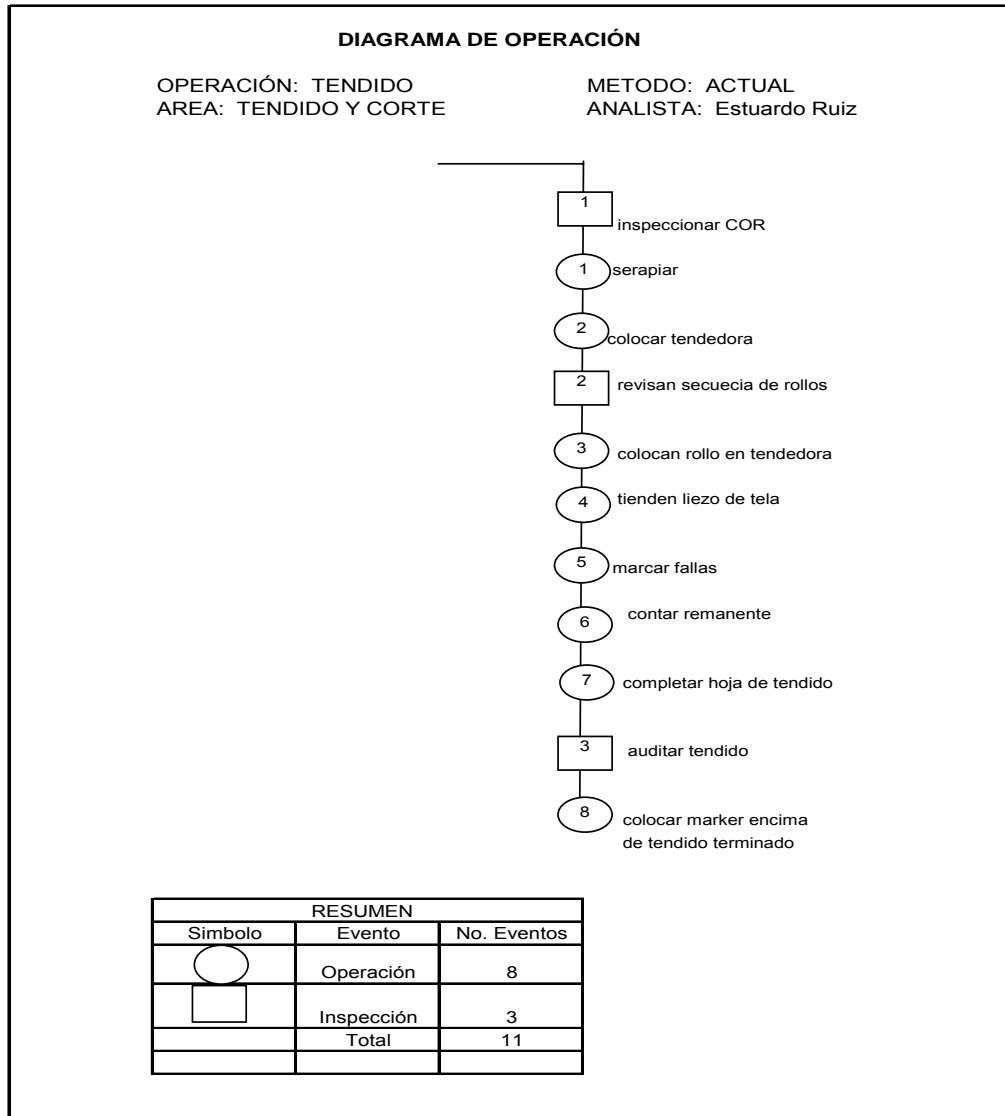 DIAGRAMA DE OPERACIÓN
OPERACIÓN: TENDIDO METODO: ACTUAL
AREA: TENDIDO Y CORTE ANALISTA: Estuardo Ruiz
1
inspeccionar COR
1 serapiar
2
colocar tendedora
2 revisan secuecia de rollos
3 colocan rollo en tendedora
4 tienden liezo de tela
5 marcar fallas
6 contar remanente
7 completar hoja de tendido
3 auditar tendido
8 colocar marker encima
de tendido terminado
RESUMEN
Simbolo Evento No. Eventos
Operación 8
Inspección 3
Total 11